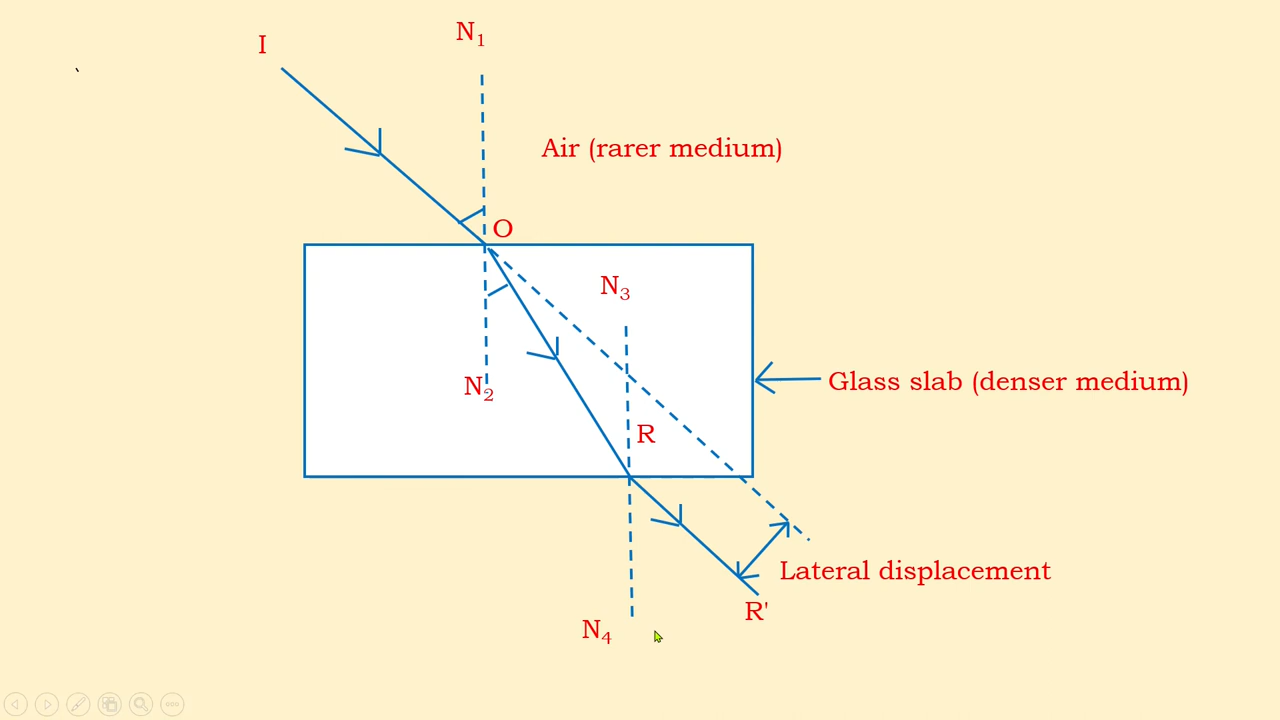 I
N₁
Air (rarer medium)
O
N₃
Glass slab (denser medium)
N₂
R
Lateral displacement
R'
N₄